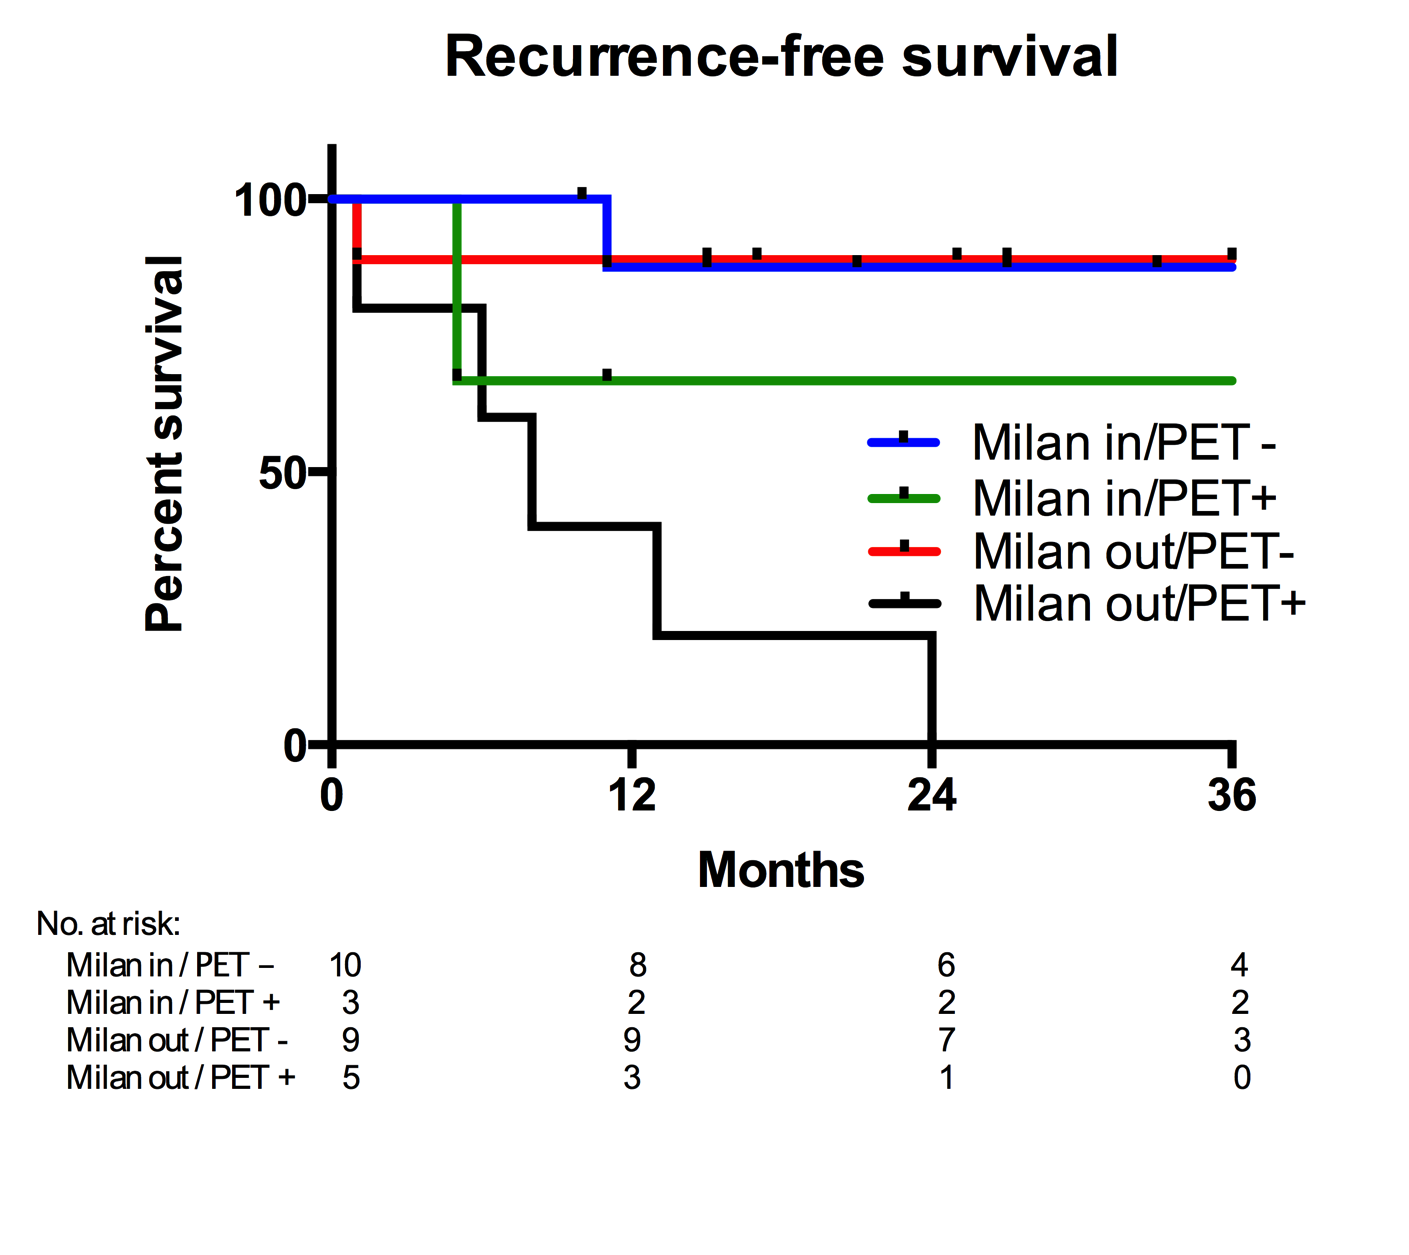 Recurrence-free survival
Percent survival
100
50
0
0 12 24 36
Months
Milan in/PET -
Milan in/PET+
Milan out/PET-
Milan out/PET+
No. at risk:
Milan in / PET – 10 8 6 4
Milan in / PET + 3 2 2 2
Milan out / PET - 9 9 7 3
Milan out / PET + 5 3 1 0